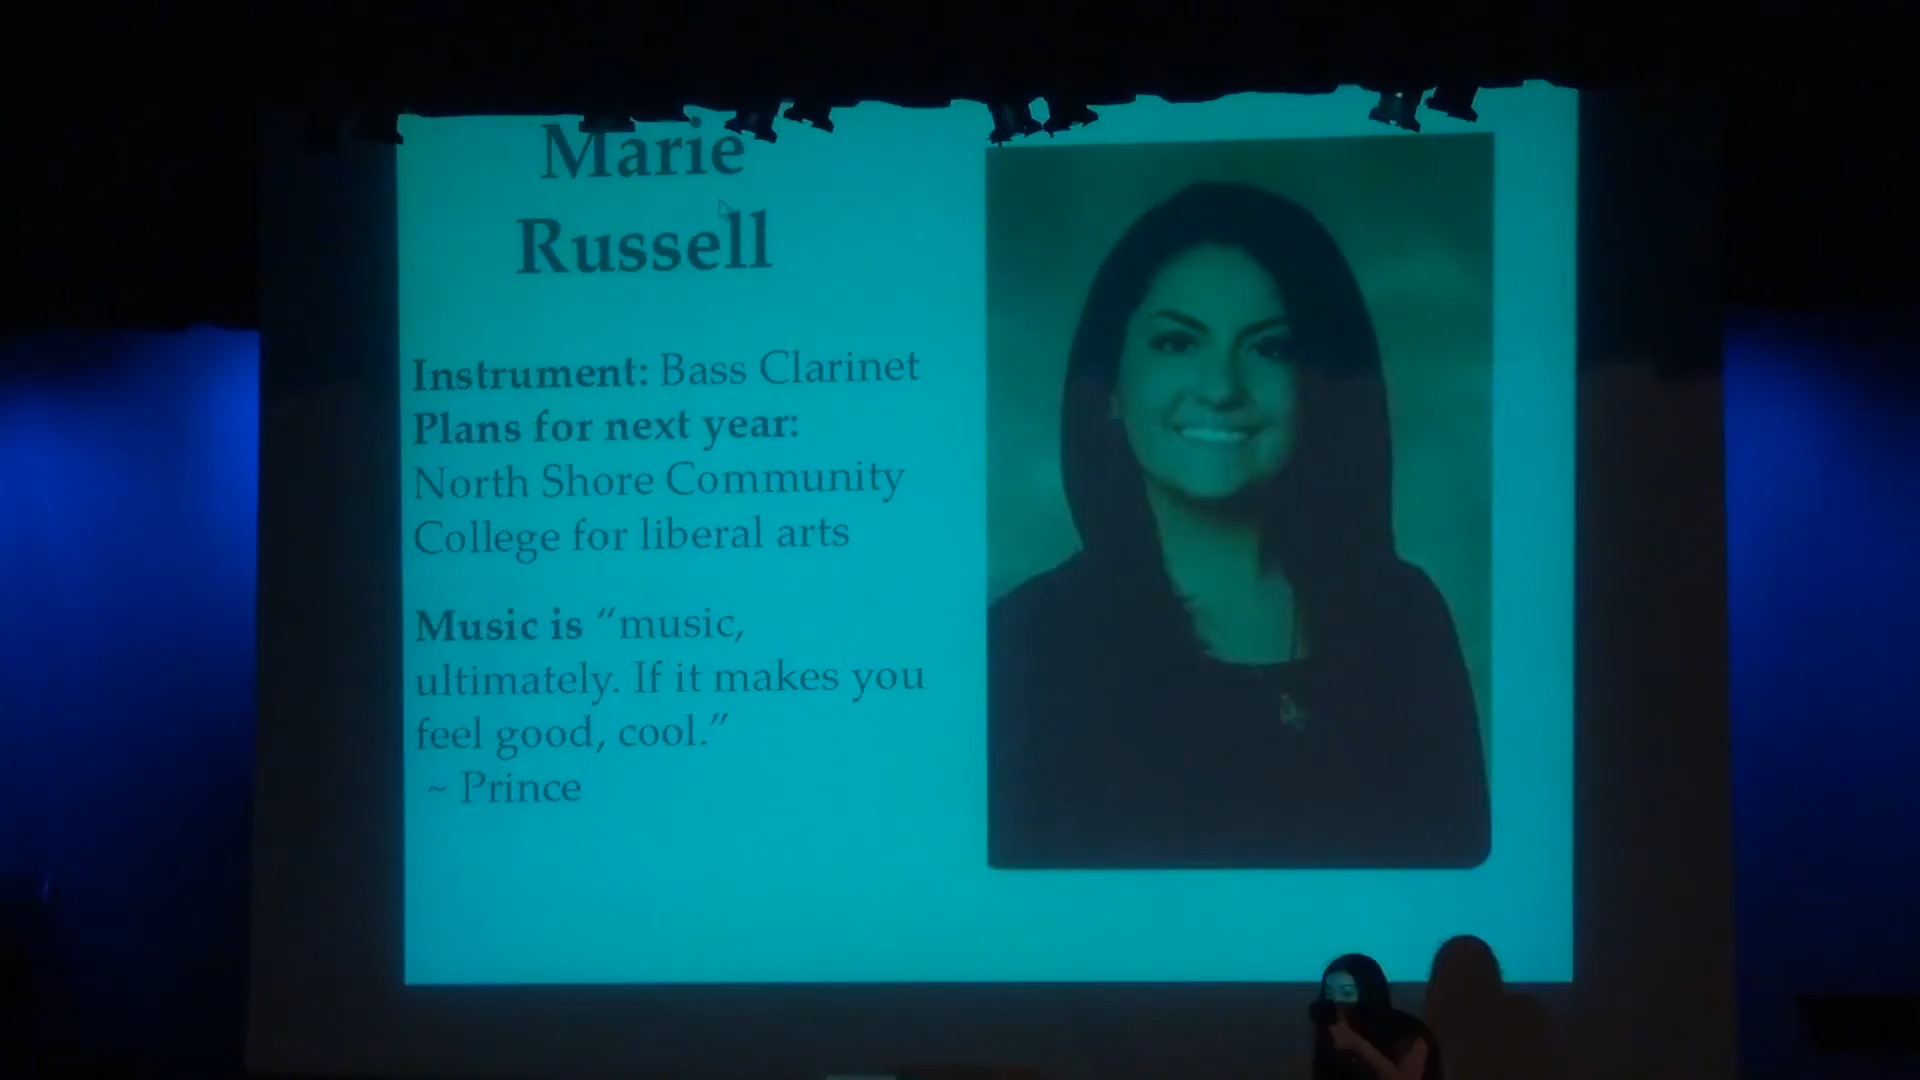 Marie
Russell
Instrument: Bass Clarinet
Plans for next year:
North Shore Community
College for liberal arts
Music is “music,
ultimately. If it makes you
feel good, cool.”
~ Prince